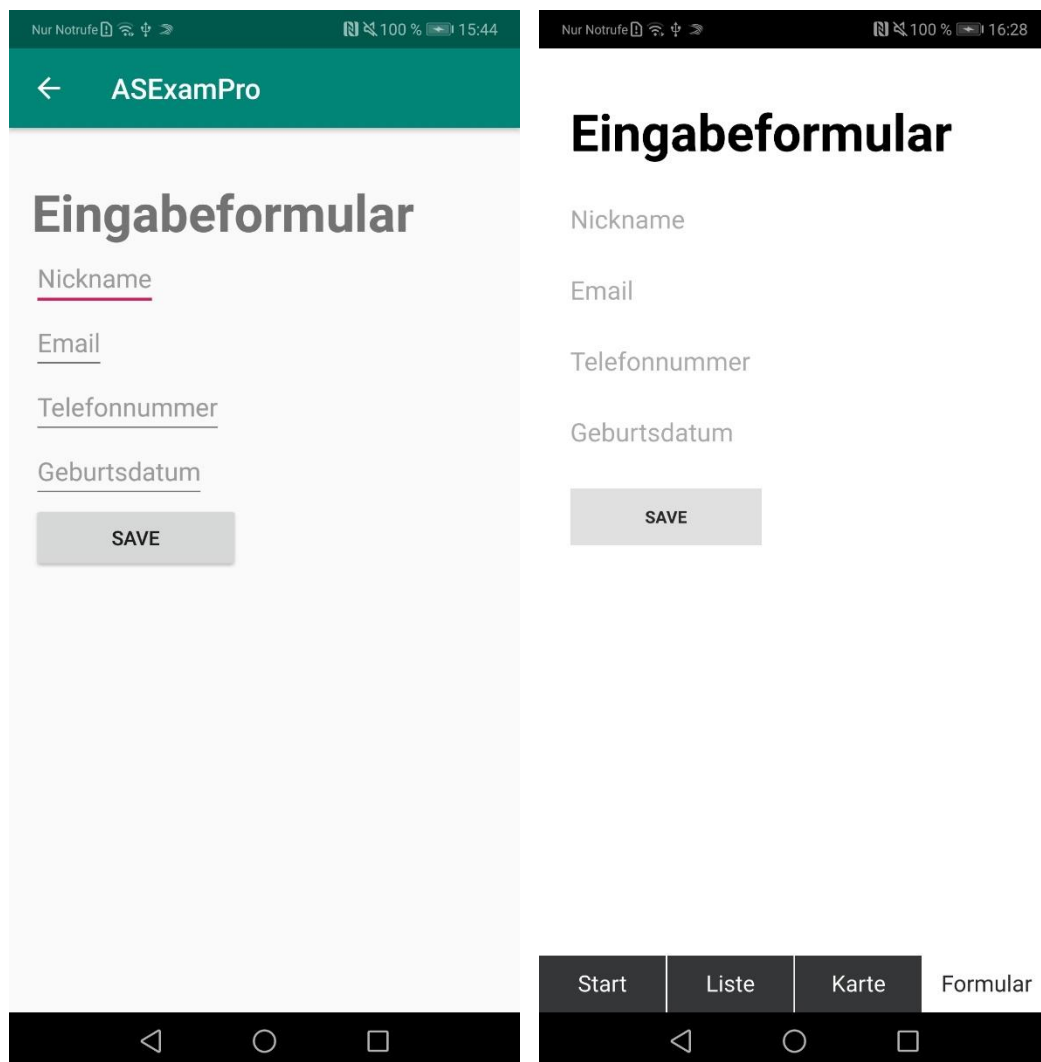 Nur Notrufe 100 % 15:44
ASExamPro
Eingabeformular
Nickname
Email
Telefonnummer
Geburtsdatum
SAVE
Nur Notrufe 100 % 16:28
Eingabeformular
Nickname
Email
Telefonnummer
Geburtsdatum
SAVE
Start Liste Karte Formular